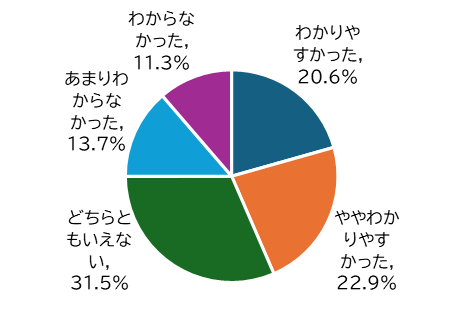 わかりや
すかった,
20.6%
ややわか
りやす
かった,
22.9%
どちらと
もいえな
い,
31.5%
あまりわ
からな
かった,
13.7%
わからな
かった,
11.3%